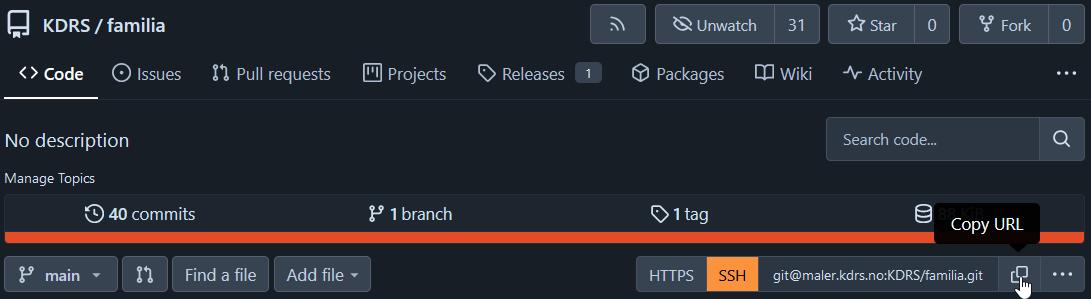 KDRS / familia
Unwatch 31 Star 0 Fork 0
Code Issues Pull requests Projects Releases 1 Packages Wiki Activity
No description
Search code...
Manage Topics
40 commits 1 branch 1 tag
Copy URL
main Find a file Add file HTTPS SSH git@maler.kdrs.no:KDRS/familia.git